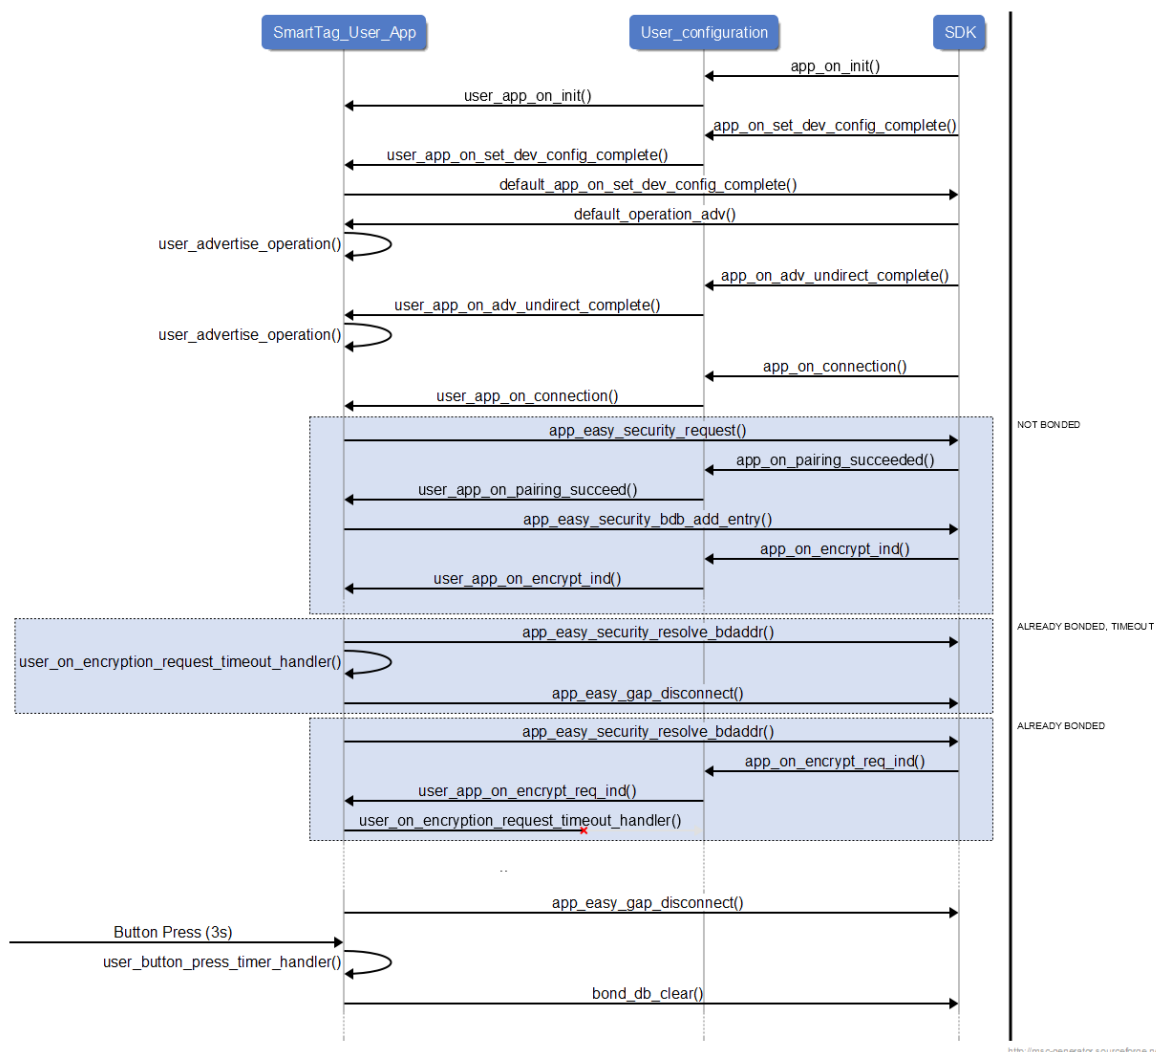 SmartTag_User_App
User_configuration
SDK
app_on_init()
user_app_on_init()
app_on_set_dev_config_complete()
user_app_on_set_dev_config_complete()
default_app_on_set_dev_config_complete()
default_operation_adv()
user_advertise_operation()
app_on_adv_undirect_complete()
user_app_on_adv_undirect_complete()
user_advertise_operation()
app_on_connection()
user_app_on_connection()
NOT BONDED
app_easy_security_request()
app_on_pairing_succeeded()
user_app_on_pairing_succeed()
app_easy_security_bdb_add_entry()
app_on_encrypt_ind()
user_app_on_encrypt_ind()
ALREADY BONDED, TIMEOUT
app_easy_security_resolve_bdaddr()
user_on_encryption_request_timeout_handler()
app_easy_gap_disconnect()
ALREADY BONDED
app_easy_security_resolve_bdaddr()
app_on_encrypt_req_ind()
user_app_on_encrypt_req_ind()
user_on_encryption_request_timeout_handler()
..
app_easy_gap_disconnect()
Button Press (3s)
user_button_press_timer_handler()
bond_db_clear()